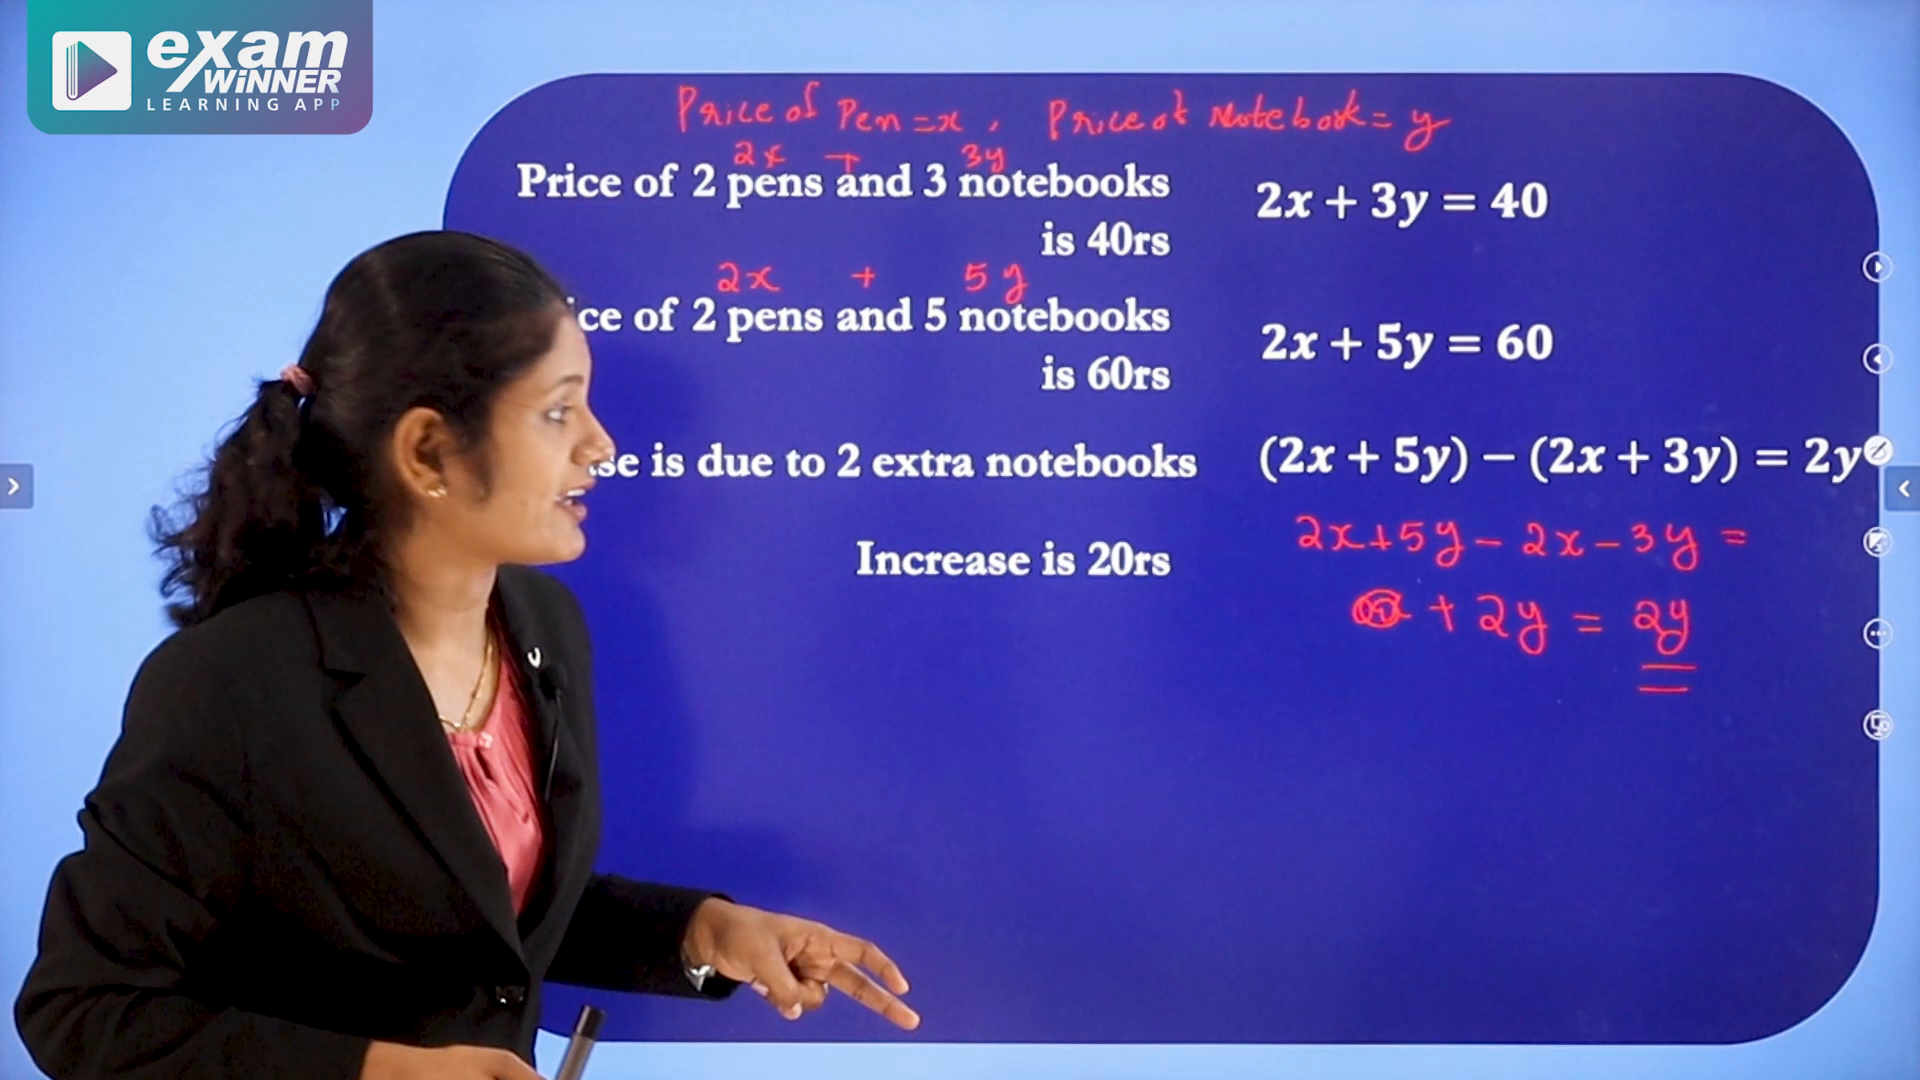 exam
WiNNER
LEARNING APP
Price of Pen = x , Price of Notebook = y
2x + 3y
Price of 2 pens and 3 notebooks
is 40rs
2x + 3y = 40
2x + 5y
ice of 2 pens and 5 notebooks
is 60rs
2x + 5y = 60
se is due to 2 extra notebooks
(2x + 5y) − (2x + 3y) = 2y
2x+5y − 2x − 3y =
+ 2y = 2y
Increase is 20rs